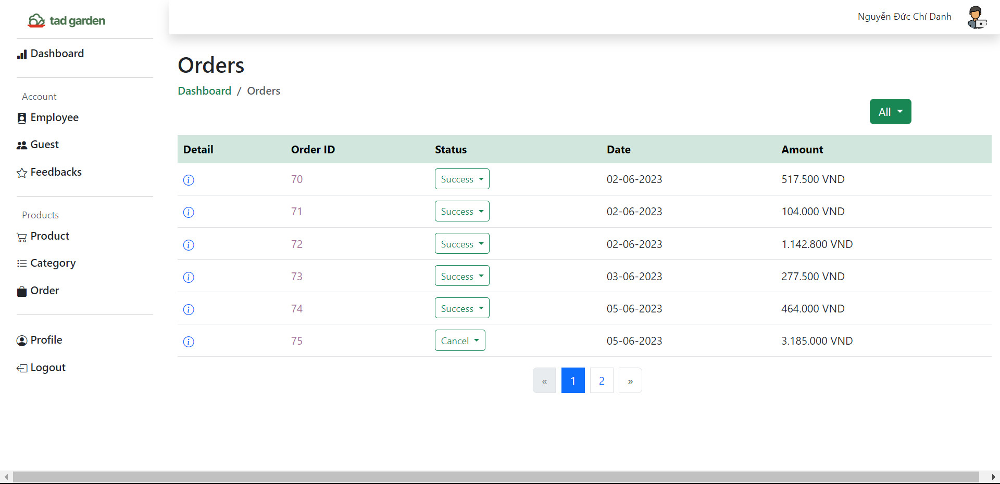 tad garden
Nguyễn Đức Chí Danh
Dashboard
Account
Employee
Guest
Feedbacks
Products
Product
Category
Order
Profile
Logout
Orders
Dashboard / Orders
All
Detail Order ID Status Date Amount
70 Success 02-06-2023 517.500 VND
71 Success 02-06-2023 104.000 VND
72 Success 02-06-2023 1.142.800 VND
73 Success 03-06-2023 277.500 VND
74 Success 05-06-2023 464.000 VND
75 Cancel 05-06-2023 3.185.000 VND
« 1 2 »